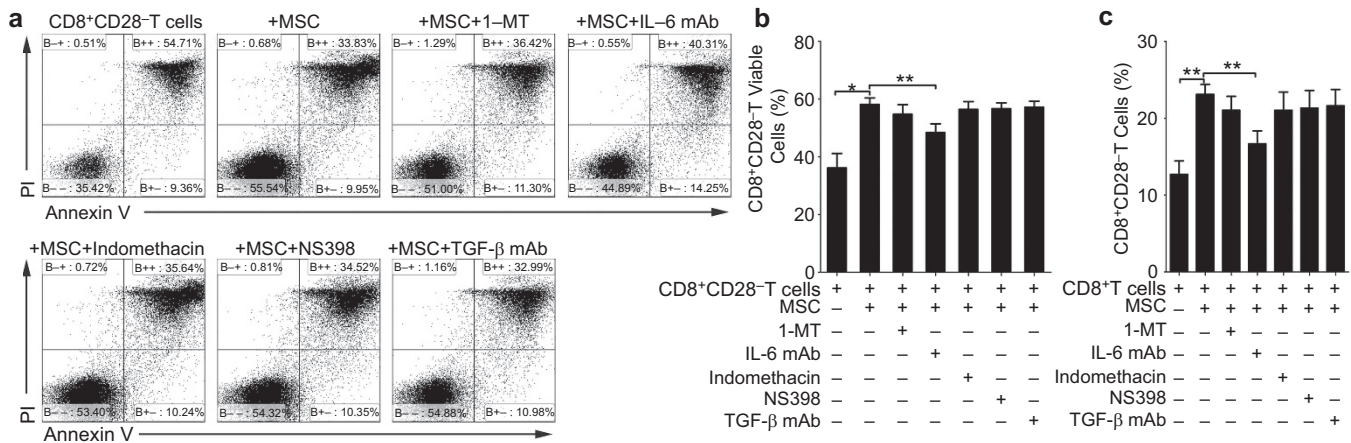 a
CD8⁺CD28⁻T cells
+MSC
+MSC+1–MT
+MSC+IL–6 mAb
B–+ : 0.51%
B++ : 54.71%
B–+ : 0.68%
B++ : 33.83%
B–+ : 1.29%
B++ : 36.42%
B–+ : 0.55%
B++ : 40.31%
PI
B– – : 35.42%
B+– : 9.36%
B– – : 55.54%
B+– : 9.95%
B– – : 51.00%
B+– : 11.30%
B– – : 44.89%
B+– : 14.25%
Annexin V
+MSC+Indomethacin
+MSC+NS398
+MSC+TGF-β mAb
B–+ : 0.72%
B++ : 35.64%
B–+ : 0.81%
B++ : 34.52%
B–+ : 1.16%
B++ : 32.99%
PI
B– – : 53.40%
B+– : 10.24%
B– – : 54.32%
B+– : 10.35%
B– – : 54.88%
B+– : 10.98%
Annexin V
b
CD8⁺CD28⁻T Viable
Cells (%)
80
60
40
20
0
* **
CD8⁺CD28⁻T cells + + + + + + +
MSC – + + + + + +
1-MT – – + – – – –
IL-6 mAb – – – + – – –
Indomethacin – – – – + – –
NS398 – – – – – + –
TGF-β mAb – – – – – – +
c
CD8⁺CD28⁻T Cells (%)
30
20
10
0
** **
CD8⁺T cells + + + + + + +
MSC – + + + + + +
1-MT – – + – – – –
IL-6 mAb – – – + – – –
Indomethacin – – – – + – –
NS398 – – – – – + –
TGF-β mAb – – – – – – +